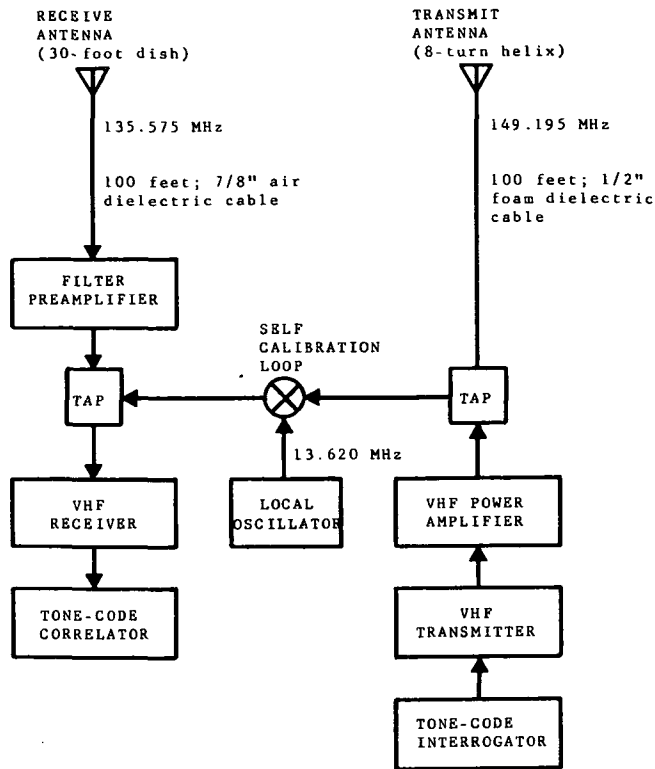 RECEIVE
ANTENNA
(30-foot dish)
TRANSMIT
ANTENNA
(8-turn helix)
135.575 MHz
149.195 MHz
100 feet; 7/8" air
dielectric cable
100 feet; 1/2"
foam dielectric
cable
FILTER
PREAMPLIFIER
SELF
CALIBRATION
LOOP
TAP
TAP
13.620 MHz
VHF
RECEIVER
LOCAL
OSCILLATOR
VHF POWER
AMPLIFIER
TONE-CODE
CORRELATOR
VHF
TRANSMITTER
TONE-CODE
INTERROGATOR